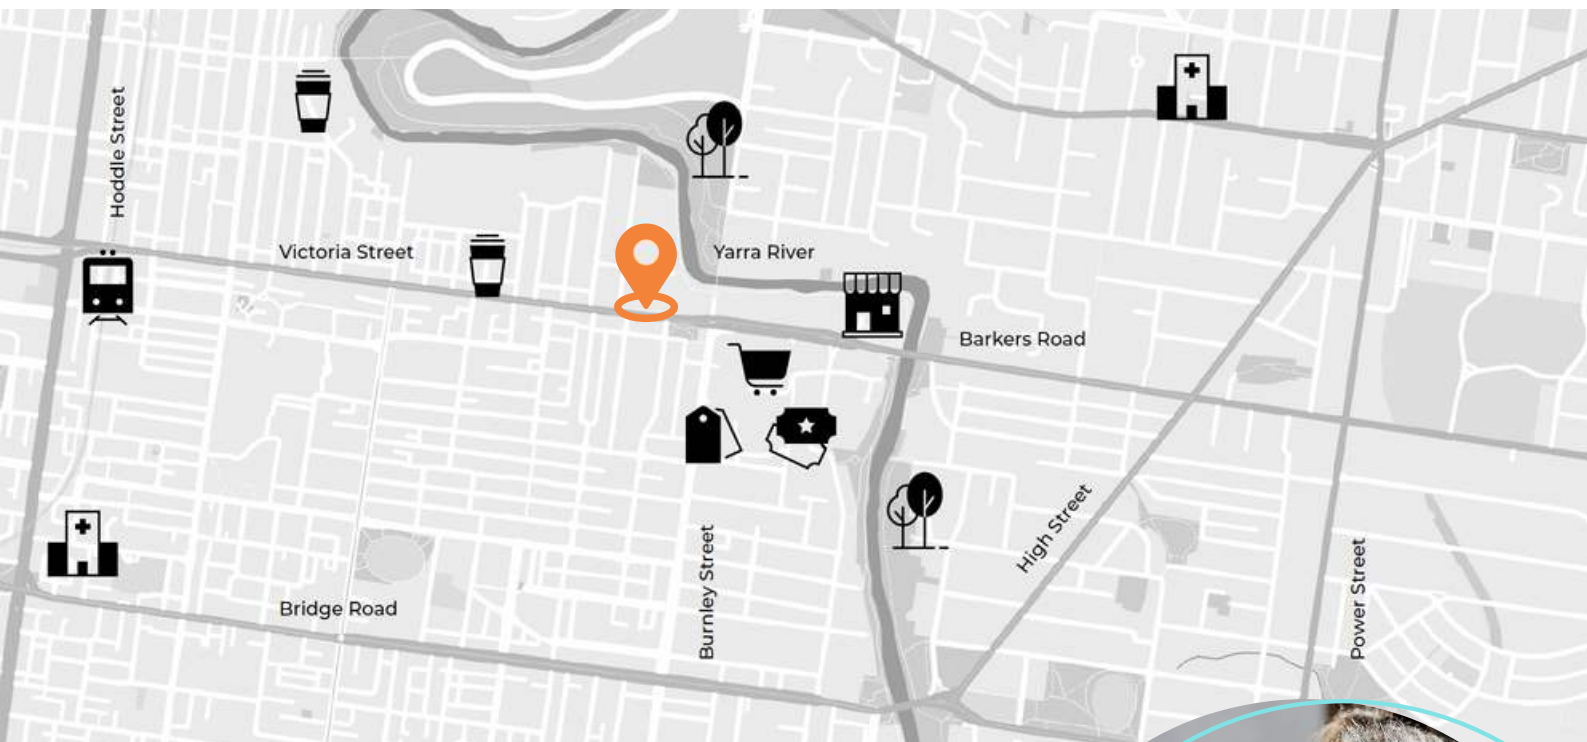 Hoddle Street
Victoria Street
Yarra River
Barkers Road
High Street
Burnley Street
Power Street
Bridge Road